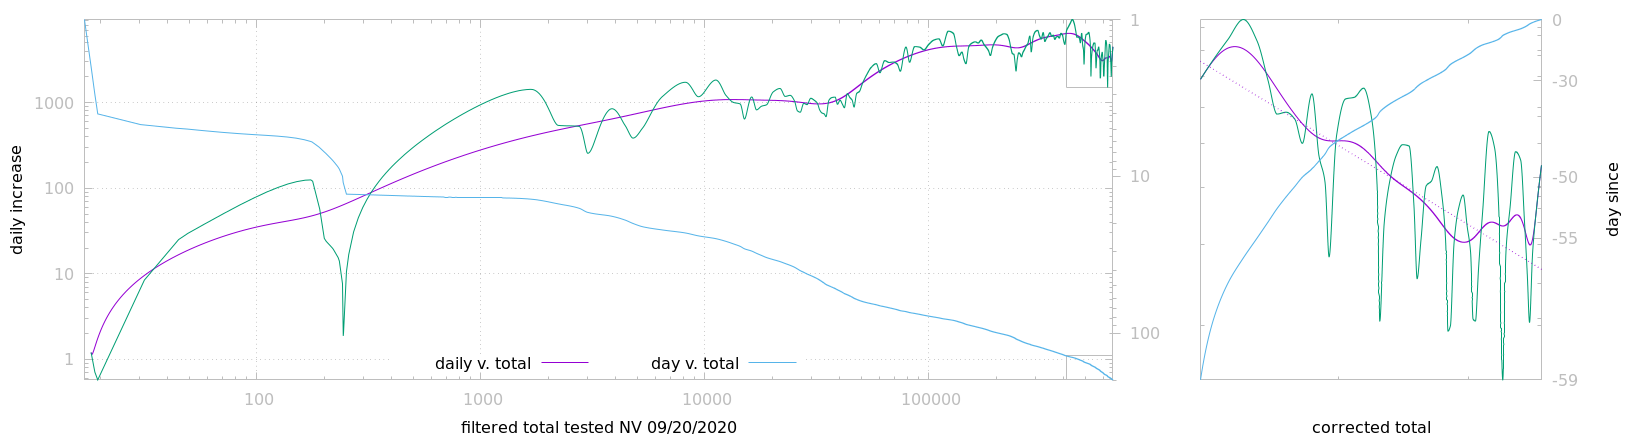 daily increase
1000
100
10
1
100
1000
10000
100000
1
10
100
daily v. total
day v. total
filtered total tested NV 09/20/2020
0
-30
-50
-55
-59
day since
corrected total